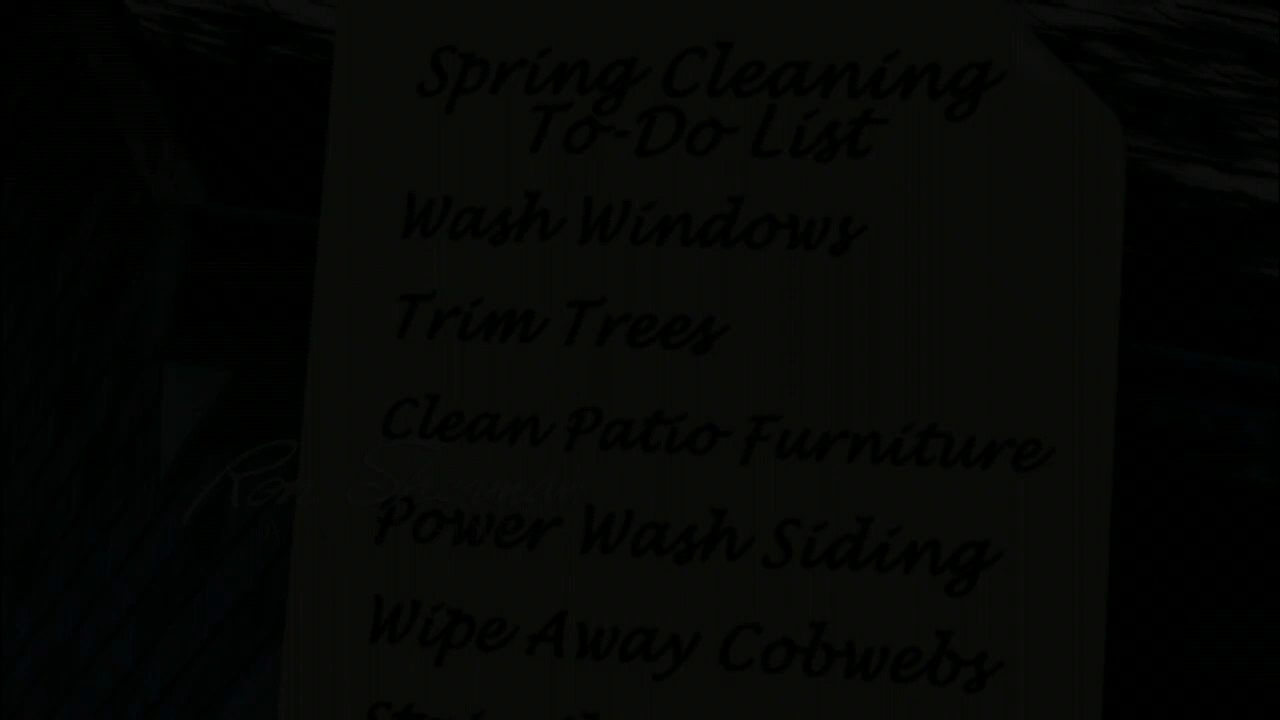 Spring Cleaning
To-Do List
Wash Windows
Trim Trees
Clean Patio Furniture
Power Wash Siding
Wipe Away Cobwebs